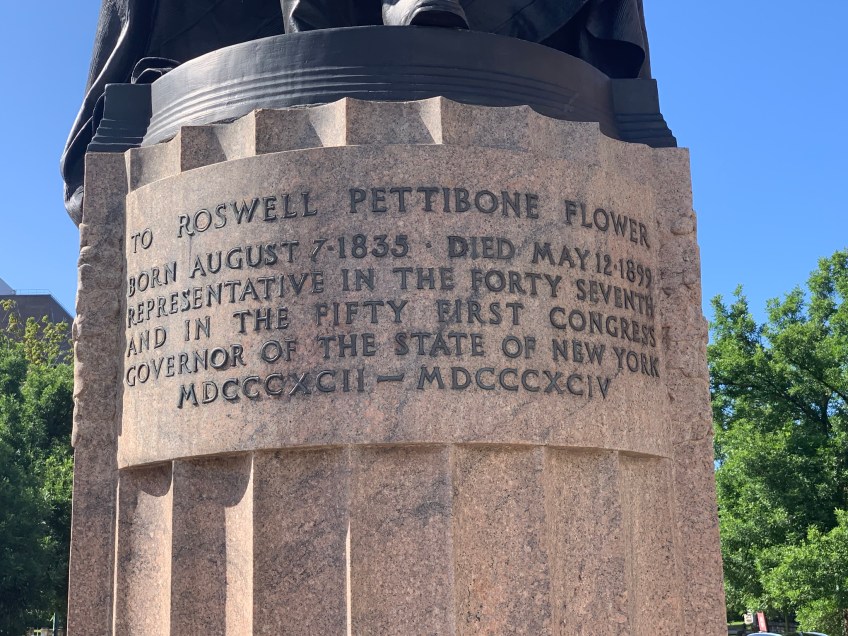 TO ROSWELL PETTIBONE FLOWER
BORN AUGUST 7·1835 · DIED MAY 12·1899
REPRESENTATIVE IN THE FORTY SEVENTH
AND IN THE FIFTY FIRST CONGRESS
GOVERNOR OF THE STATE OF NEW YORK
MDCCCXCII — MDCCCXCIV